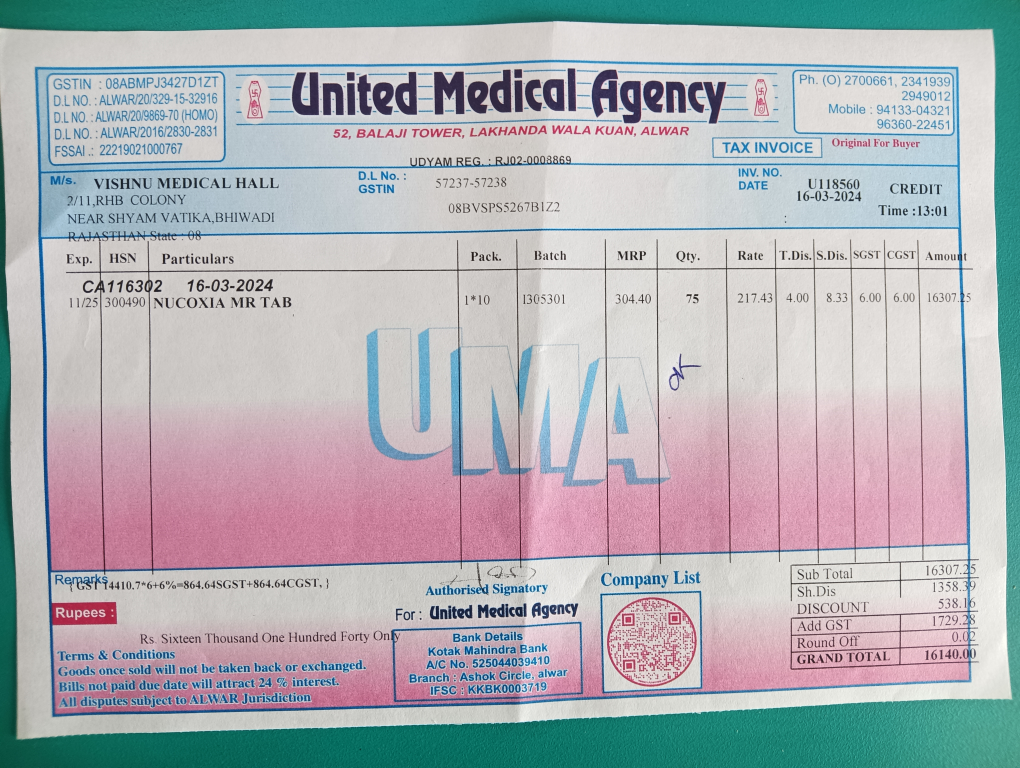 GSTIN : 08ABMPJ3427D1ZT
D.L NO. : ALWAR/20/329-15-32916
D.L NO. : ALWAR/20/9869-70 (HOMO)
D.L NO. : ALWAR/2016/2830-2831
FSSAI .: 22219021000767
United Medical Agency
52, BALAJI TOWER, LAKHANDA WALA KUAN, ALWAR
UDYAM REG. : RJ02-0008869
Ph. (O) 2700661, 2341939
2949012
Mobile : 94133-04321
96360-22451
TAX INVOICE Original For Buyer
M/s. VISHNU MEDICAL HALL
2/11,RHB COLONY
NEAR SHYAM VATIKA,BHIWADI
RAJASTHAN State : 08
D.L No. : 57237-57238
GSTIN 08BVSPS5267B1Z2
INV. NO. U118560 CREDIT
DATE 16-03-2024 Time :13:01
:
Exp. HSN Particulars Pack. Batch MRP Qty. Rate T.Dis. S.Dis. SGST CGST Amount
CA116302 16-03-2024
11/25 300490 NUCOXIA MR TAB 1*10 1305301 304.40 75 217.43 4.00 8.33 6.00 6.00 16307.25
UMA
Remarks
{ GST 14410.7*6+6%=864.64SGST+864.64CGST, }
Rupees :
Rs. Sixteen Thousand One Hundred Forty Only
Terms & Conditions
Goods once sold will not be taken back or exchanged.
Bills not paid due date will attract 24 % interest.
All disputes subject to ALWAR Jurisdiction
Authorised Signatory
For : United Medical Agency
Bank Details
Kotak Mahindra Bank
A/C No. 525044039410
Branch : Ashok Circle, alwar
IFSC : KKBK0003719
Company List
Sub Total 16307.25
Sh.Dis 1358.39
DISCOUNT 538.16
Add GST 1729.28
Round Off 0.02
GRAND TOTAL 16140.00